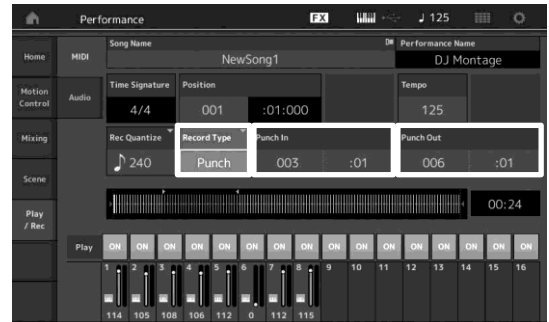 Performance FX ♩ 125
Home MIDI Song Name NewSong1 Performance Name DJ Montage
Motion Control Audio Time Signature 4/4 Position 001 :01:000 Tempo 125
Mixing Rec Quantize 240 Record Type Punch Punch In 003 :01 Punch Out 006 :01
Scene
Play / Rec 00:24
Play ON ON ON ON ON ON ON ON ON ON ON ON ON ON ON ON
1 2 3 4 5 6 7 8 9 10 11 12 13 14 15 16
114 105 108 106 112 0 112 115